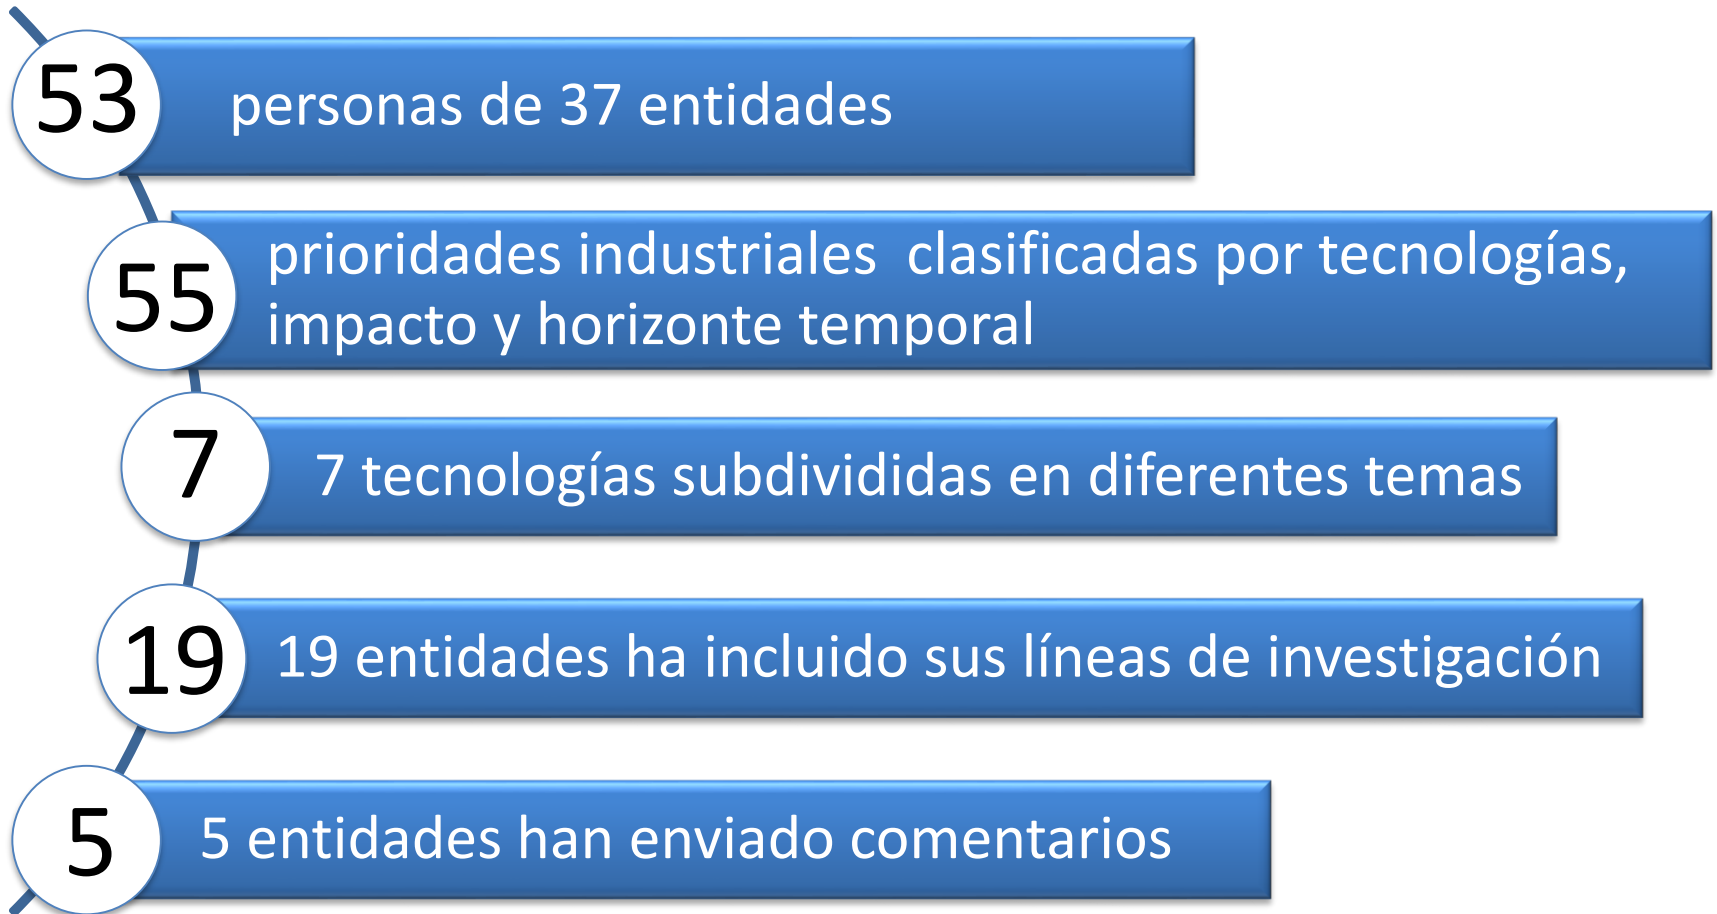 53
personas de 37 entidades
55
prioridades industriales  clasificadas por tecnologías,
impacto y horizonte temporal
7
7 tecnologías subdivididas en diferentes temas
19
19 entidades ha incluido sus líneas de investigación
5
5 entidades han enviado comentarios